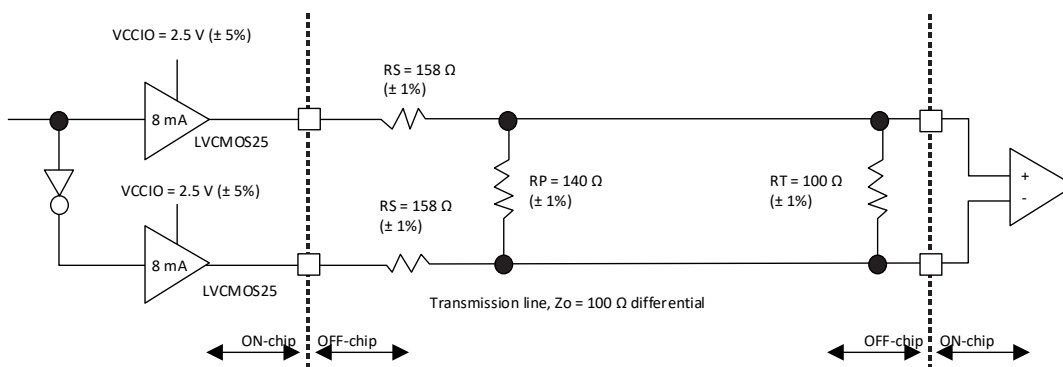 VCCIO = 2.5 V (± 5%)
RS = 158 Ω
(± 1%)
8 mA
LVCMOS25
VCCIO = 2.5 V (± 5%)
RP = 140 Ω
(± 1%)
RT = 100 Ω
(± 1%)
+
-
RS = 158 Ω
(± 1%)
8 mA
LVCMOS25
Transmission line, Zo = 100 Ω differential
ON-chip
OFF-chip
OFF-chip
ON-chip